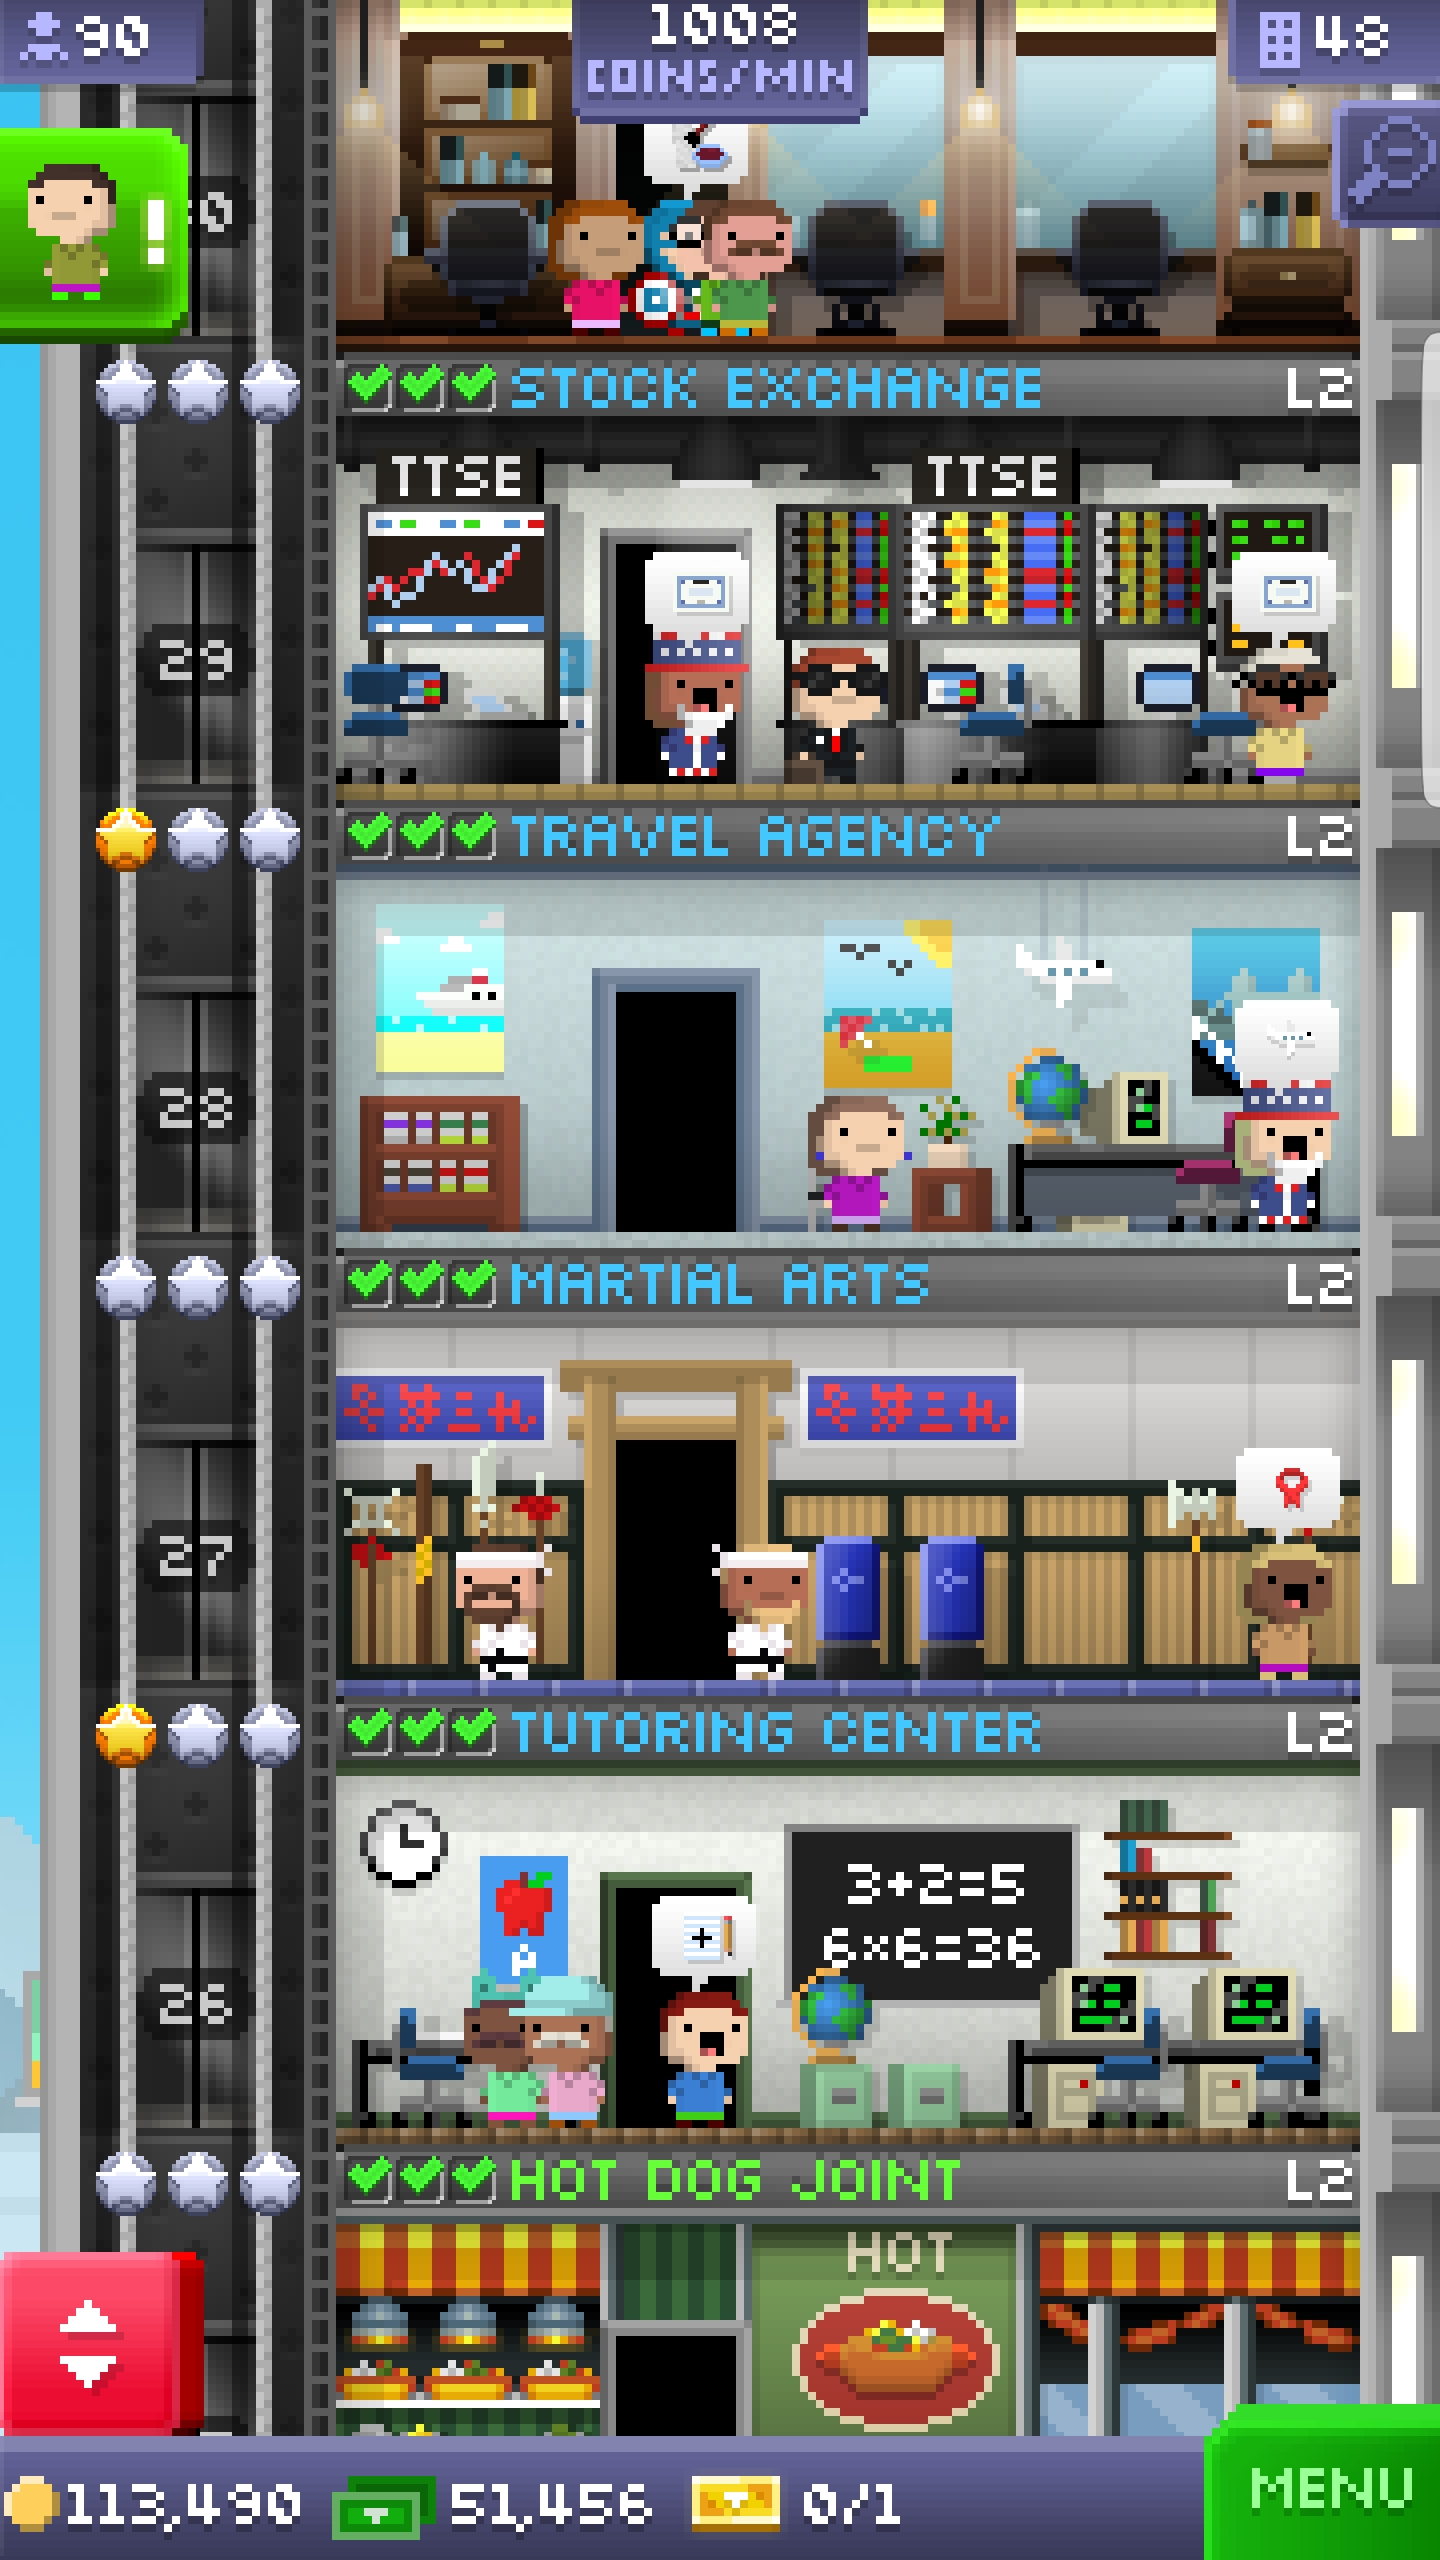 90
1008
COINS/MIN
48
!
STOCK EXCHANGE
L2
TTSE
TTSE
29
TRAVEL AGENCY
L2
28
MARTIAL ARTS
L2
27
TUTORING CENTER
L2
3+2=5
6×6=36
A
+
26
HOT DOG JOINT
L2
HOT
113,490
51,456
0/1
MENU